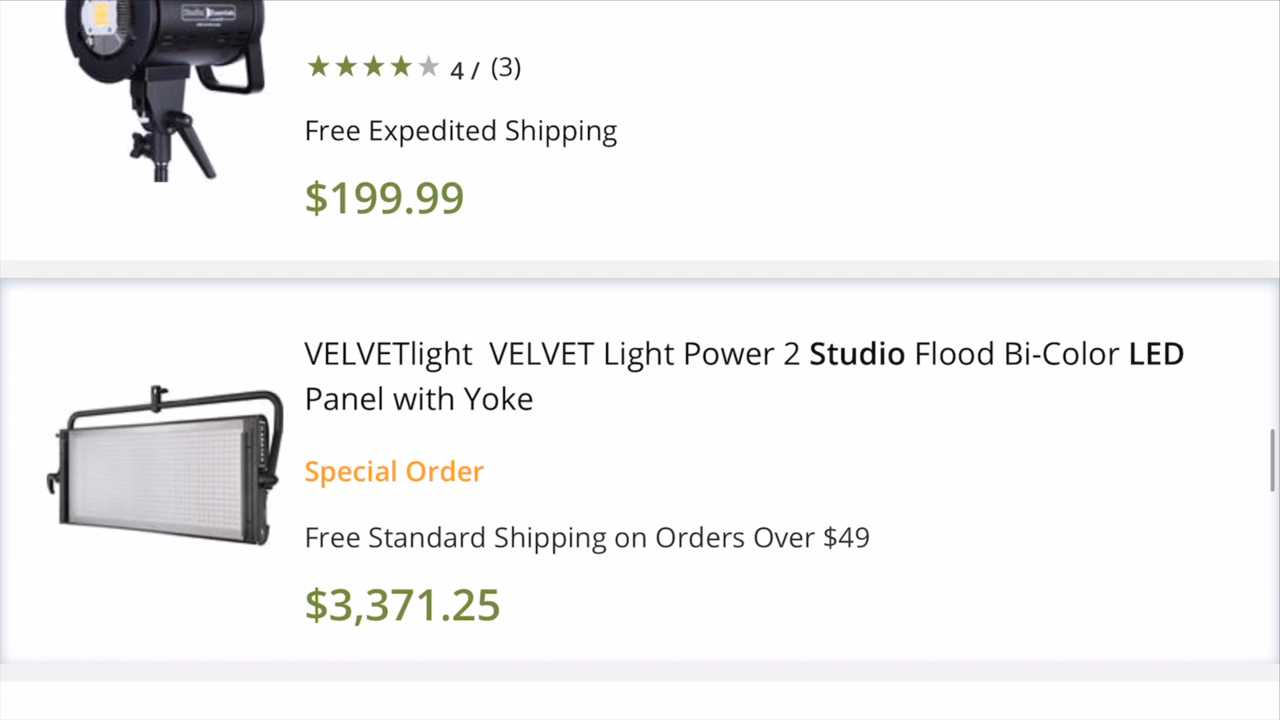 4 / (3)
Free Expedited Shipping
$199.99
VELVETlight VELVET Light Power 2 Studio Flood Bi-Color LED
Panel with Yoke
Special Order
Free Standard Shipping on Orders Over $49
$3,371.25